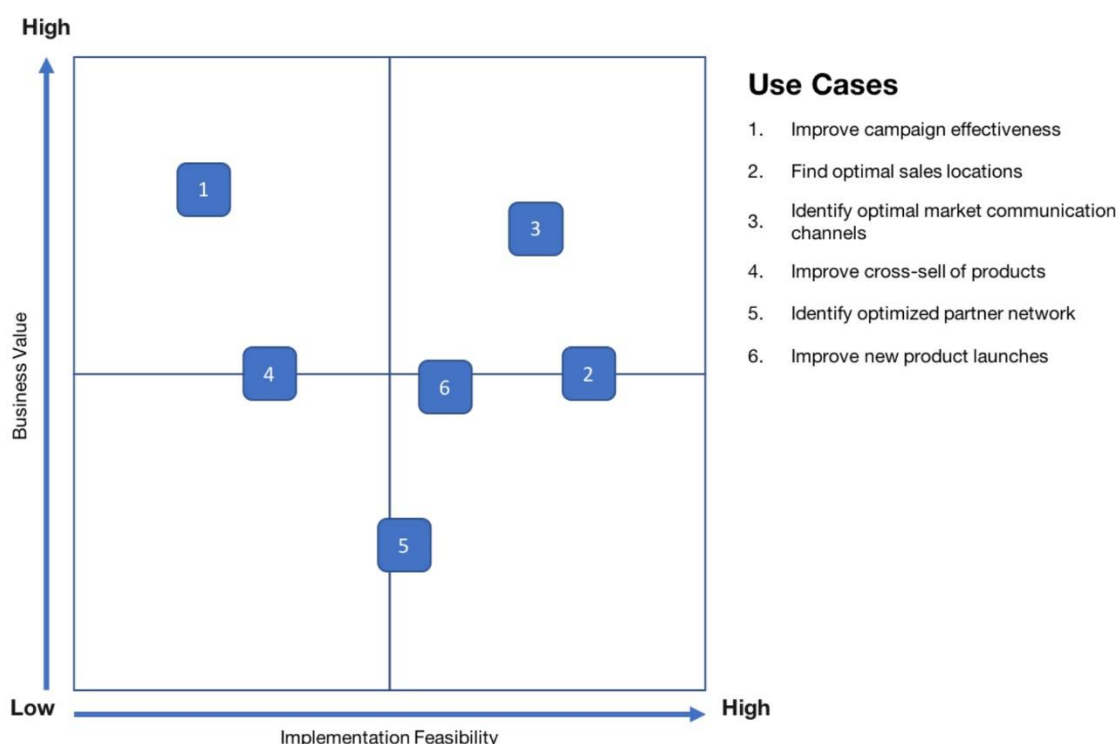 High
Use Cases
1. Improve campaign effectiveness
2. Find optimal sales locations
3. Identify optimal market communication
channels
4. Improve cross-sell of products
5. Identify optimized partner network
6. Improve new product launches
1
3
4
6
2
5
Business Value
Low
High
Implementation Feasibility